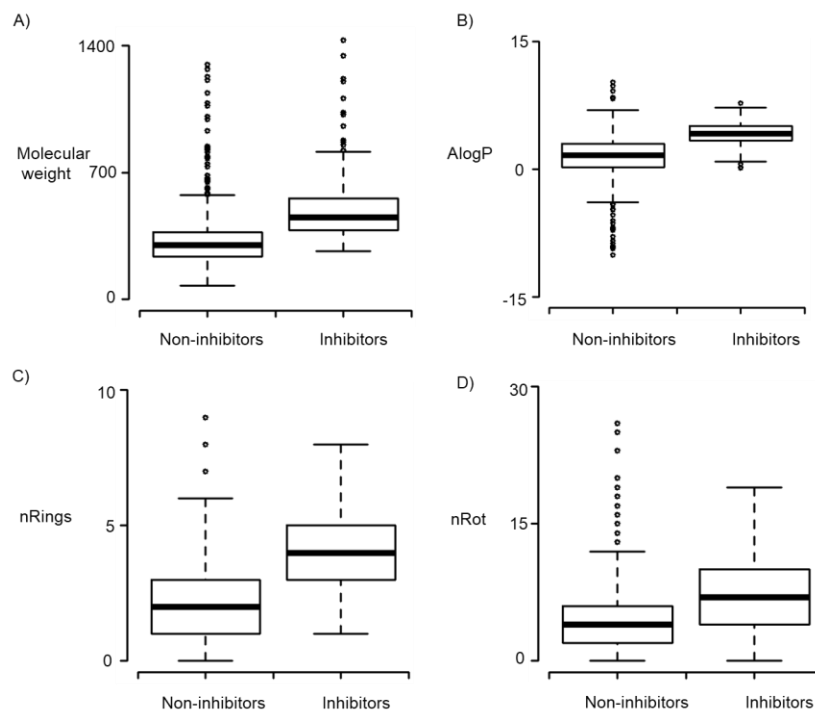 A)
1400
Molecular
weight
700
0
Non-inhibitors
Inhibitors
B)
15
AlogP
0
-15
Non-inhibitors
Inhibitors
C)
10
nRings
5
0
Non-inhibitors
Inhibitors
D)
30
nRot
15
0
Non-inhibitors
Inhibitors